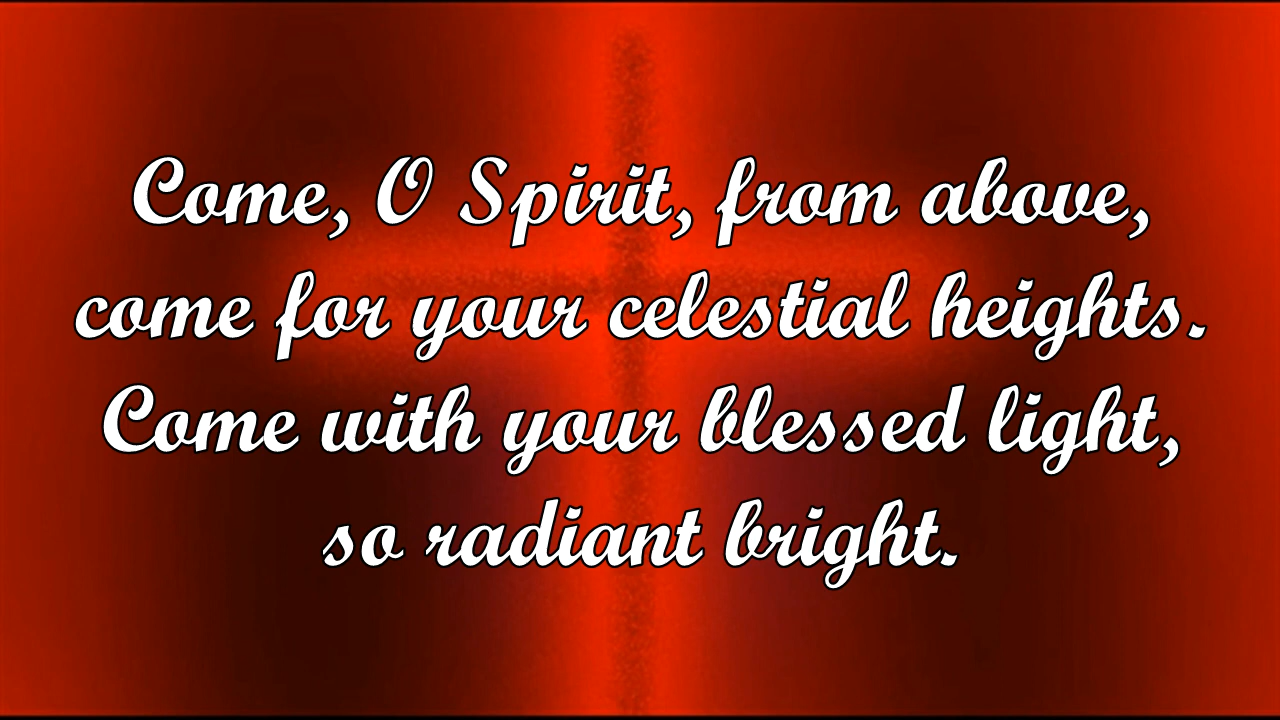 Come, O Spirit, from above,
come for your celestial heights.
Come with your blessed light,
so radiant bright.